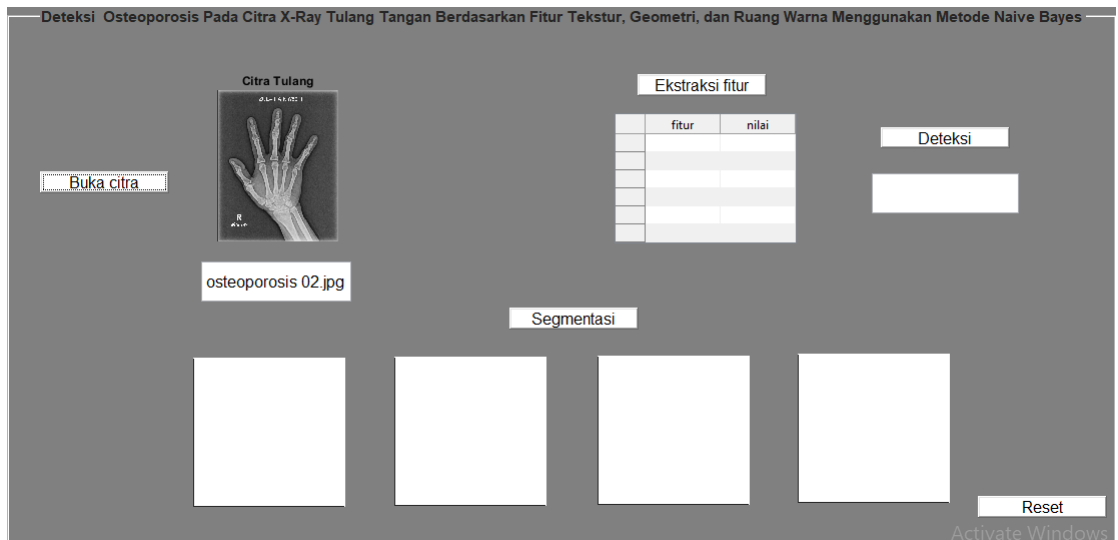 Deteksi Osteoporosis Pada Citra X-Ray Tulang Tangan Berdasarkan Fitur Tekstur, Geometri, dan Ruang Warna Menggunakan Metode Naive Bayes
Citra Tulang
Ekstraksi fitur
fitur nilai
Deteksi
Buka citra
R
osteoporosis 02.jpg
Segmentasi
Reset
Activate Windows